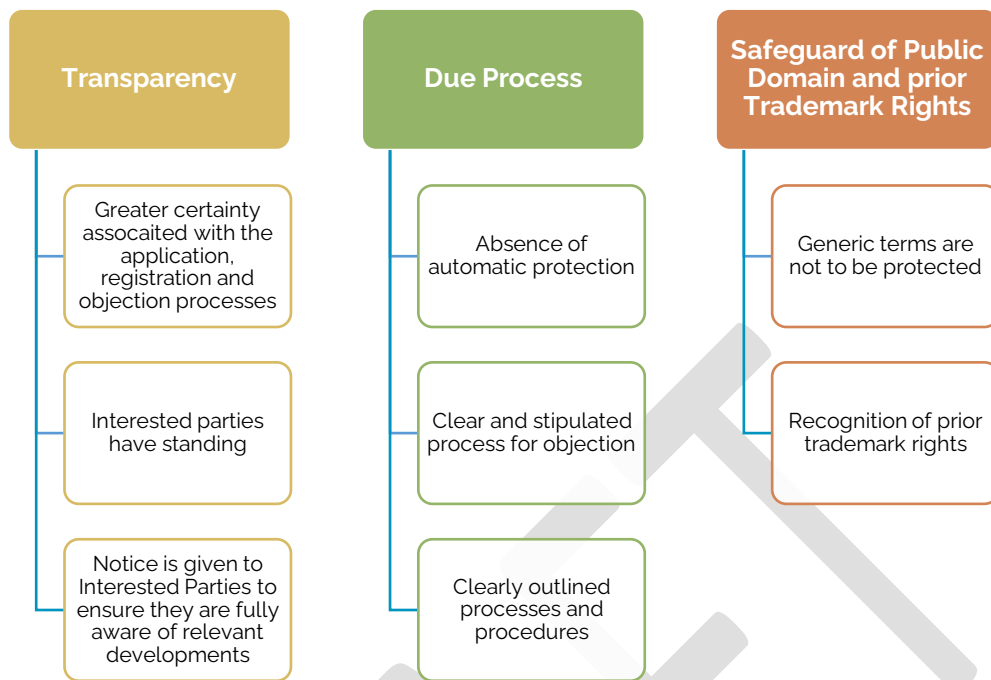 Transparency
Greater certainty
assocaited with the
application,
registration and
objection processes
Interested parties
have standing
Notice is given to
Interested Parties to
ensure they are fully
aware of relevant
developments
Due Process
Absence of
automatic protection
Clear and stipulated
process for objection
Clearly outlined
processes and
procedures
Safeguard of Public
Domain and prior
Trademark Rights
Generic terms are
not to be protected
Recognition of prior
trademark rights